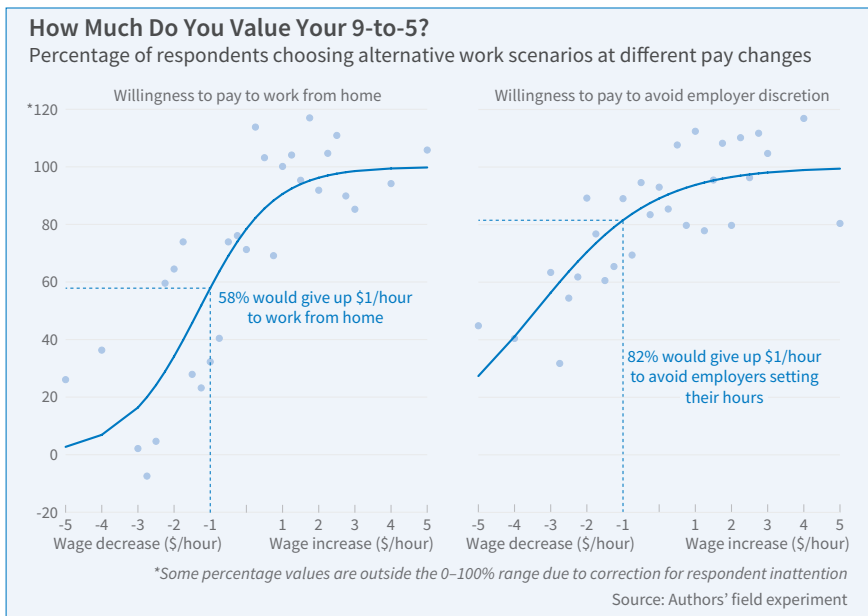 How Much Do You Value Your 9-to-5?
Percentage of respondents choosing alternative work scenarios at different pay changes
Willingness to pay to work from home
Willingness to pay to avoid employer discretion
*120
100
80
60
40
20
0
-20
58% would give up $1/hour
to work from home
82% would give up $1/hour
to avoid employers setting
their hours
-5 -4 -3 -2 -1 1 2 3 4 5
-5 -4 -3 -2 -1 1 2 3 4 5
Wage decrease ($/hour) Wage increase ($/hour)
Wage decrease ($/hour) Wage increase ($/hour)
*Some percentage values are outside the 0–100% range due to correction for respondent inattention
Source: Authors’ field experiment